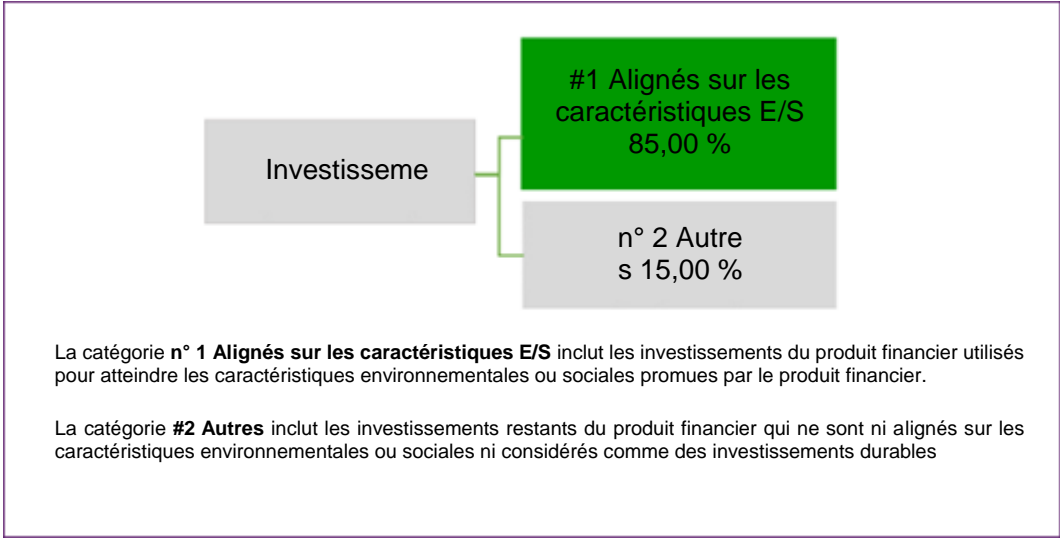 #1 Alignés sur les
caractéristiques E/S
85,00 %
Investisseme
n° 2 Autre
s 15,00 %
La catégorie n° 1 Alignés sur les caractéristiques E/S inclut les investissements du produit financier utilisés
pour atteindre les caractéristiques environnementales ou sociales promues par le produit financier.
La catégorie #2 Autres inclut les investissements restants du produit financier qui ne sont ni alignés sur les
caractéristiques environnementales ou sociales ni considérés comme des investissements durables